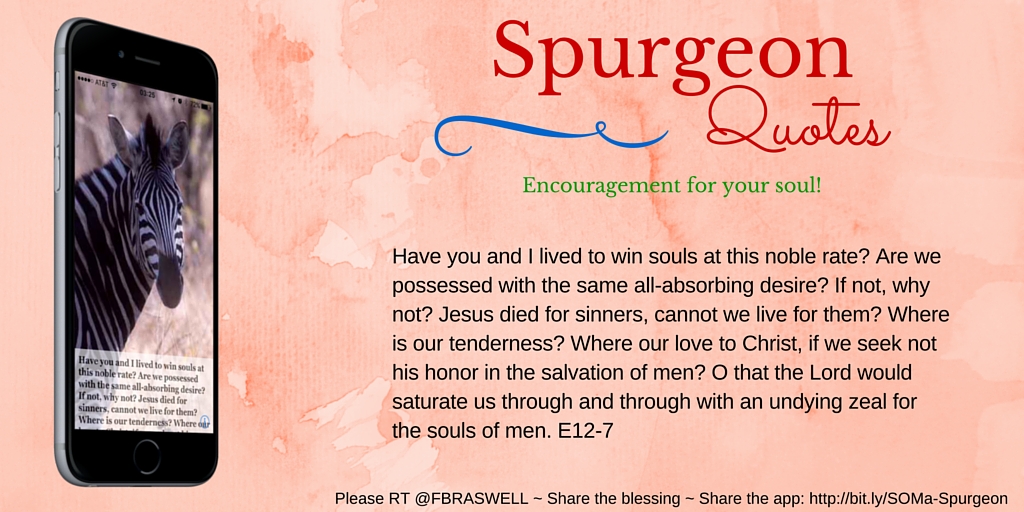 Spurgeon
Quotes
Encouragement for your soul!
Have you and I lived to win souls at this noble rate? Are we
possessed with the same all-absorbing desire? If not, why
not? Jesus died for sinners, cannot we live for them? Where
is our tenderness? Where our love to Christ, if we seek not
his honor in the salvation of men? O that the Lord would
saturate us through and through with an undying zeal for
the souls of men. E12-7
Please RT @FBRASWELL ~ Share the blessing ~ Share the app: http://bit.ly/SOMa-Spurgeon
AT&T
03:25
Have you and I lived to win souls at
this noble rate? Are we possessed
with the same all-absorbing desire?
If not, why not? Jesus died for
sinners, cannot we live for them?
Where is our tenderness? Where our